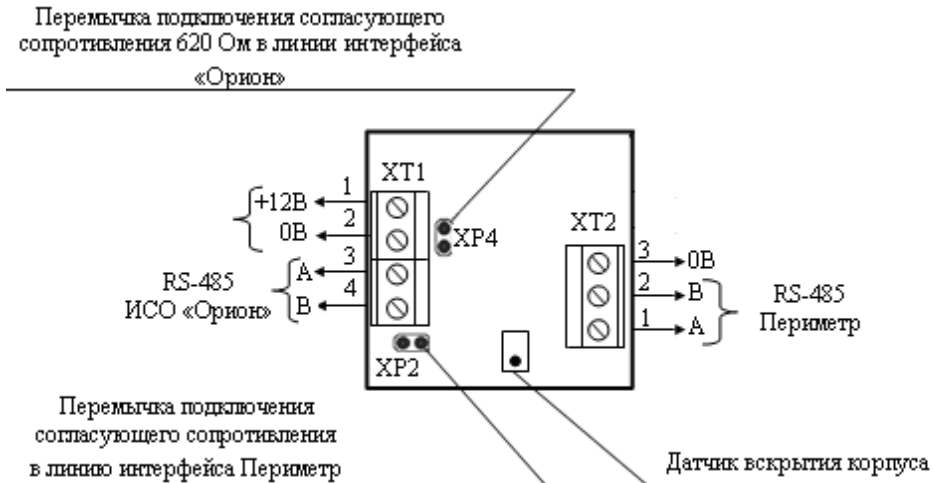 Перемычка подключения согласующего
сопротивления 620 Ом в линии интерфейса
«Орион»
XT1
1
+12В
2
0В
XP4
3
A
4
B
RS-485
ИСО «Орион»
XT2
3
0В
2
B
1
A
RS-485
Периметр
XP2
Перемычка подключения
согласующего сопротивления
в линию интерфейса Периметр
Датчик вскрытия корпуса